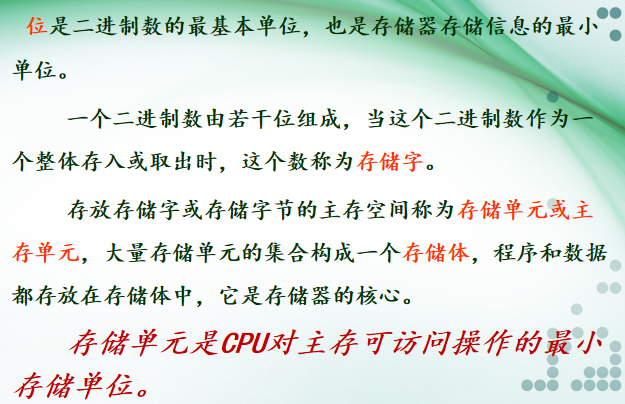 位是二进制数的最基本单位，也是存储器存储信息的最小
单位。
一个二进制数由若干位组成，当这个二进制数作为一
个整体存入或取出时，这个数称为存储字。
存放存储字或存储字节的主存空间称为存储单元或主
存单元，大量存储单元的集合构成一个存储体，程序和数据
都存放在存储体中，它是存储器的核心。
存储单元是CPU对主存可访问操作的最小
存储单位。